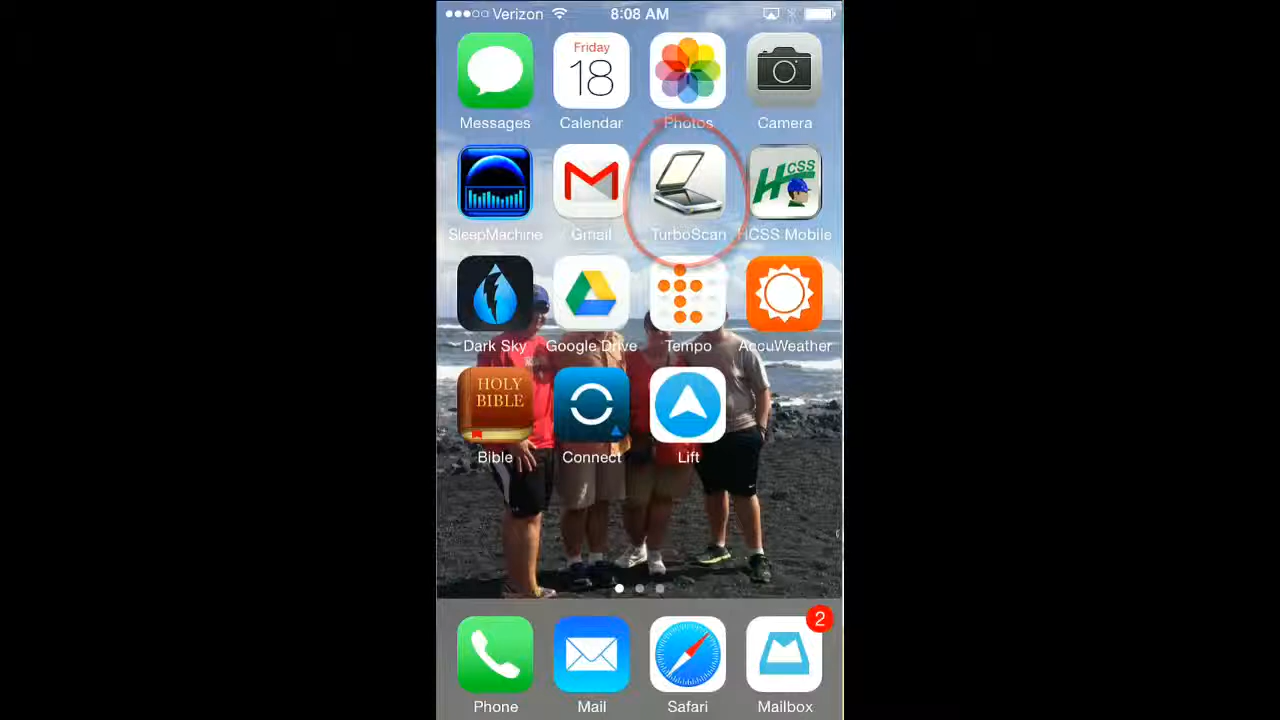 Verizon 8:08 AM
Friday
18
Messages Calendar Photos Camera
HCSS
SleepMachine Gmail TurboScan HCSS Mobile
Dark Sky Google Drive Tempo AccuWeather
HOLY
BIBLE
Bible Connect Lift
2
Phone Mail Safari Mailbox